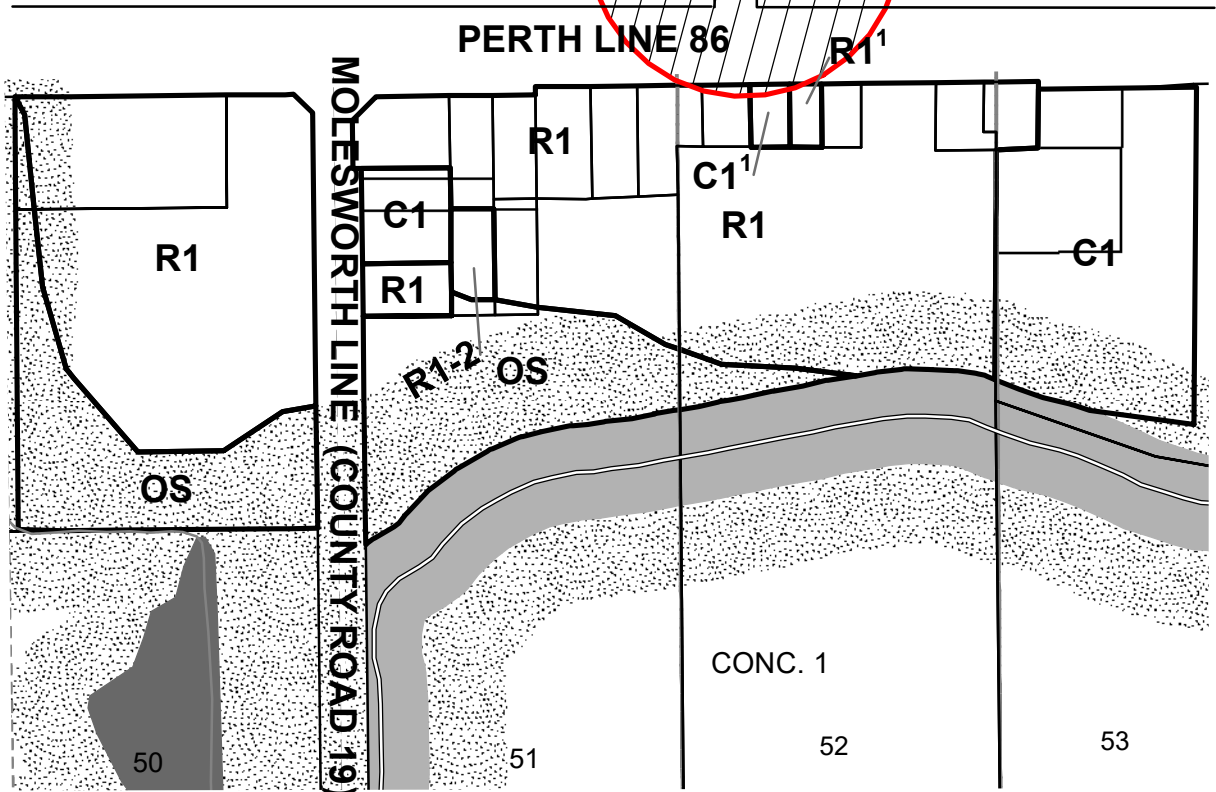 PERTH LINE 86
R1¹
MOLESWORTH LINE (COUNTY ROAD 19)
R1
C1
C1¹
R1
R1
C1
R1
R1-2
OS
OS
CONC. 1
50
51
52
53